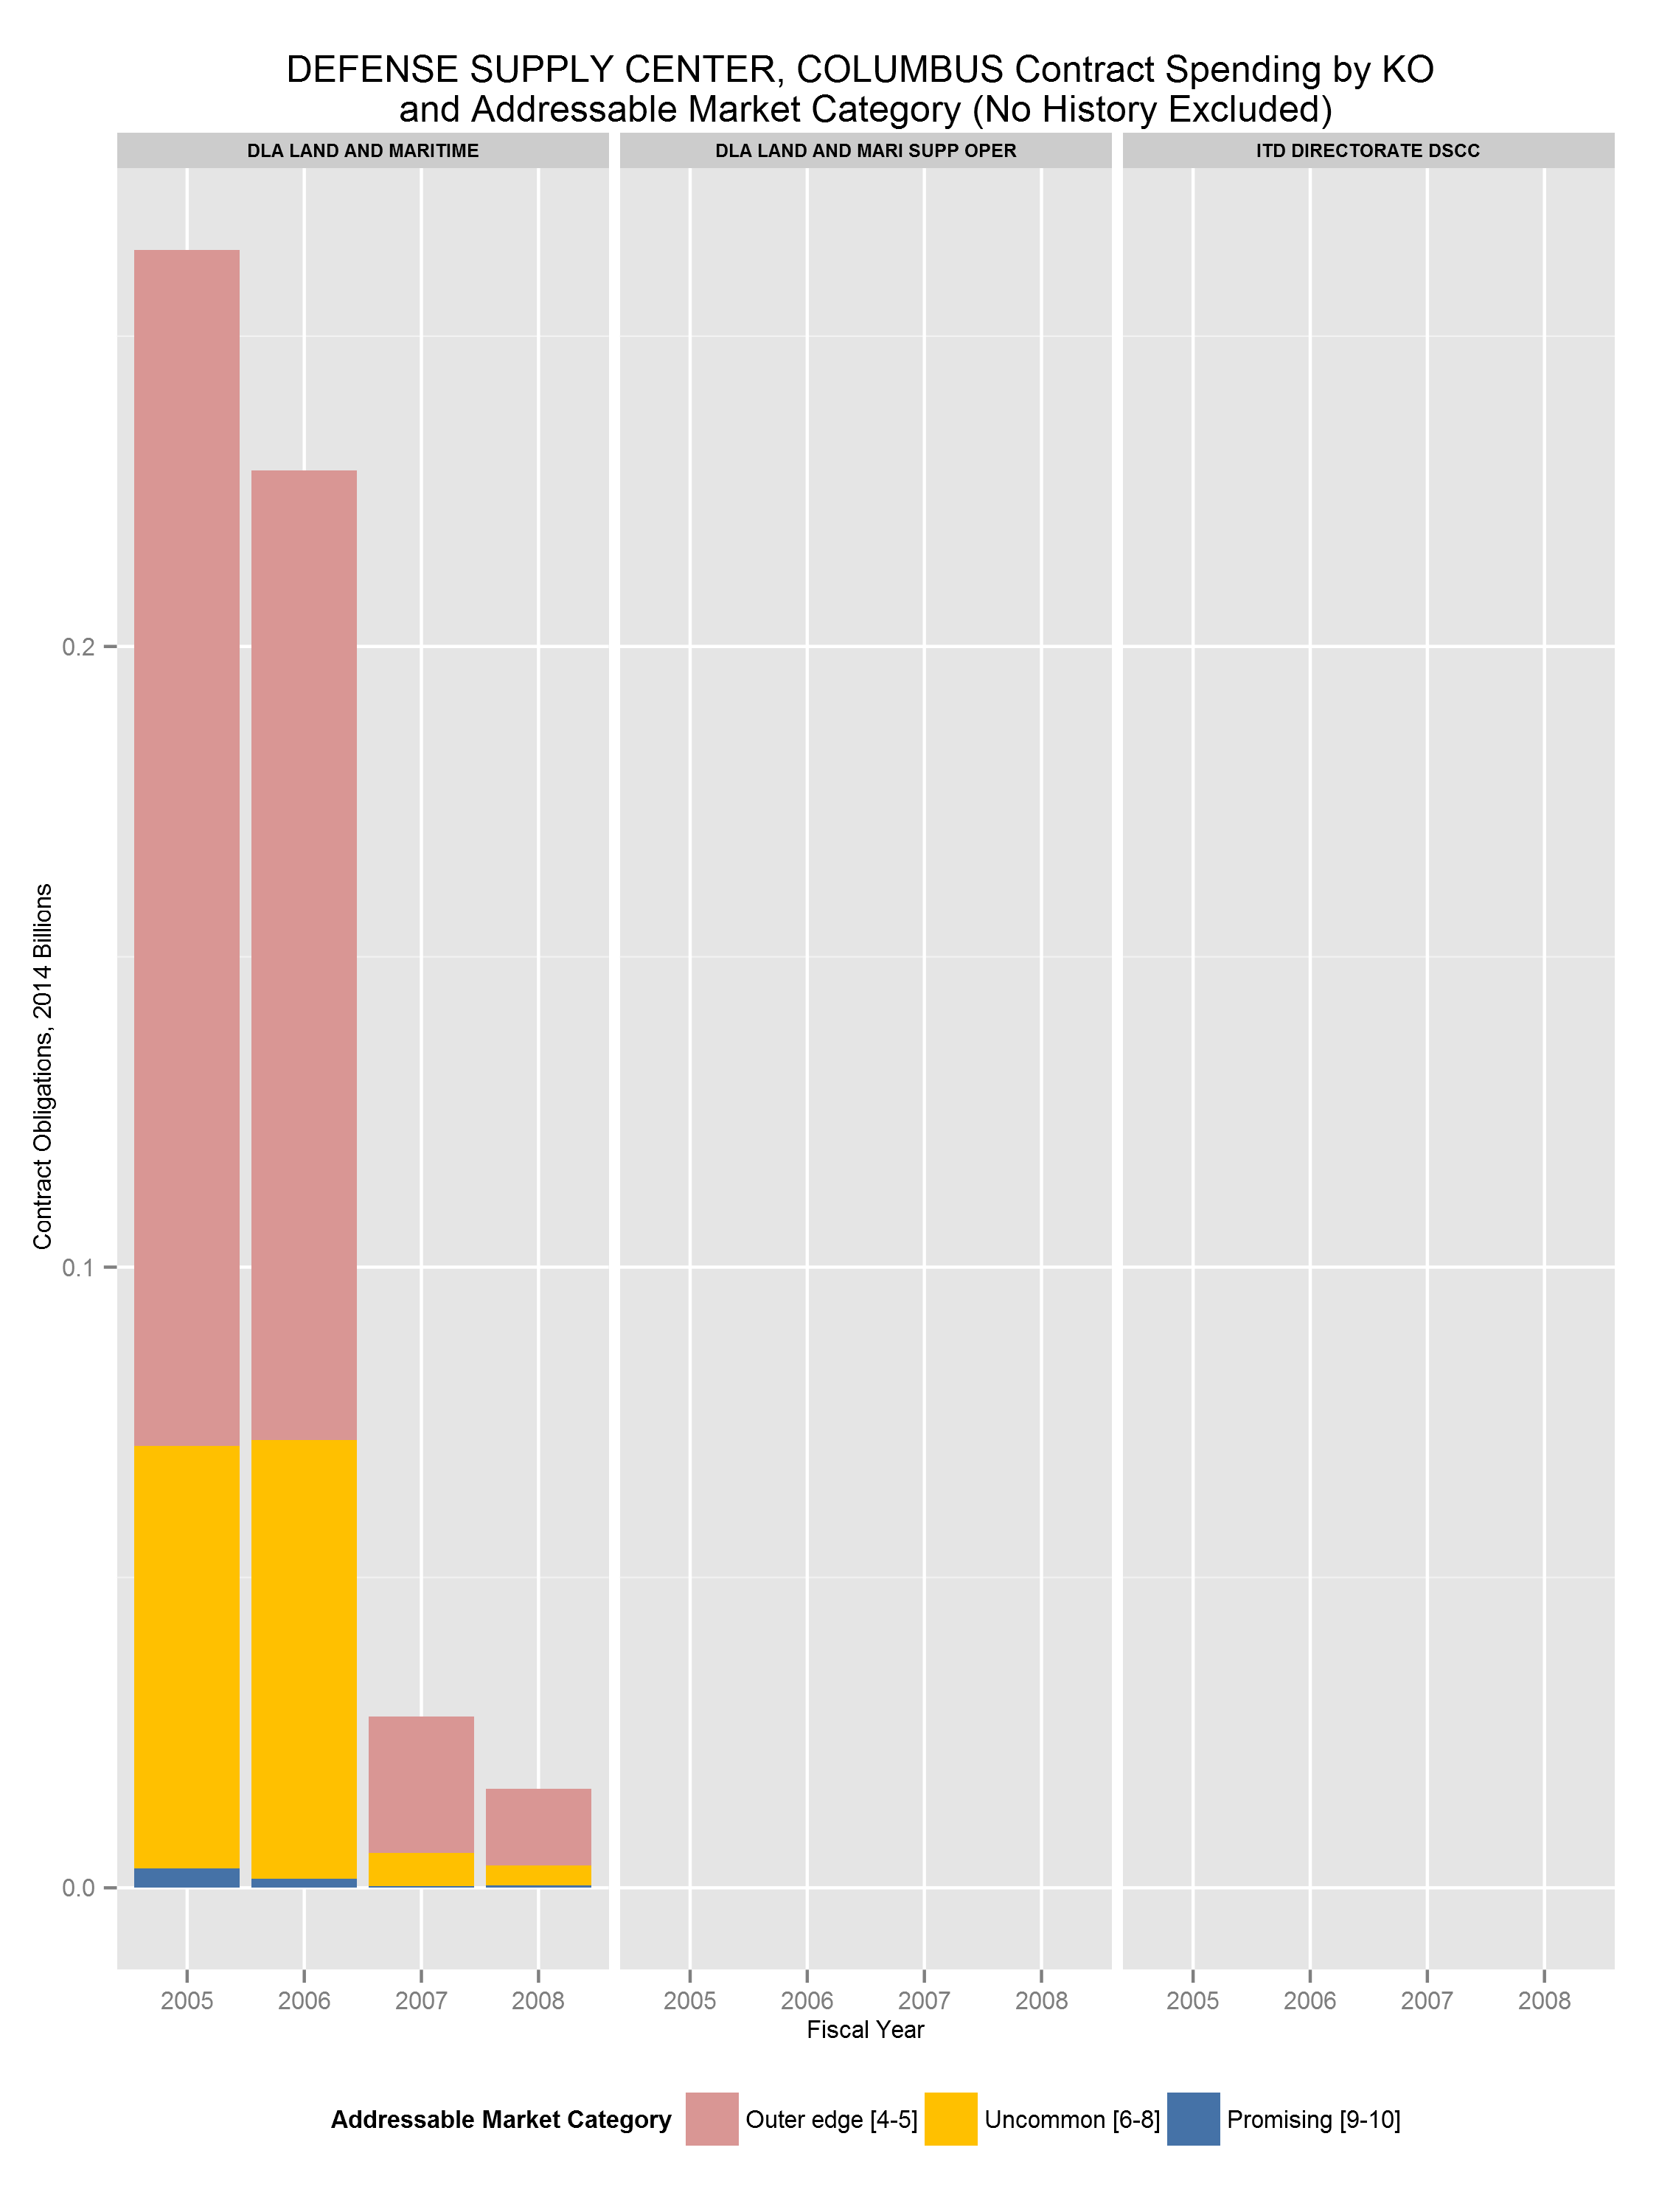 DEFENSE SUPPLY CENTER, COLUMBUS Contract Spending by KO
and Addressable Market Category (No History Excluded)
DLA LAND AND MARITIME
DLA LAND AND MARI SUPP OPER
ITD DIRECTORATE DSCC
Contract Obligations, 2014 Billions
0.2
0.1
0.0
2005 2006 2007 2008
2005 2006 2007 2008
2005 2006 2007 2008
Fiscal Year
Addressable Market Category Outer edge [4-5] Uncommon [6-8] Promising [9-10]